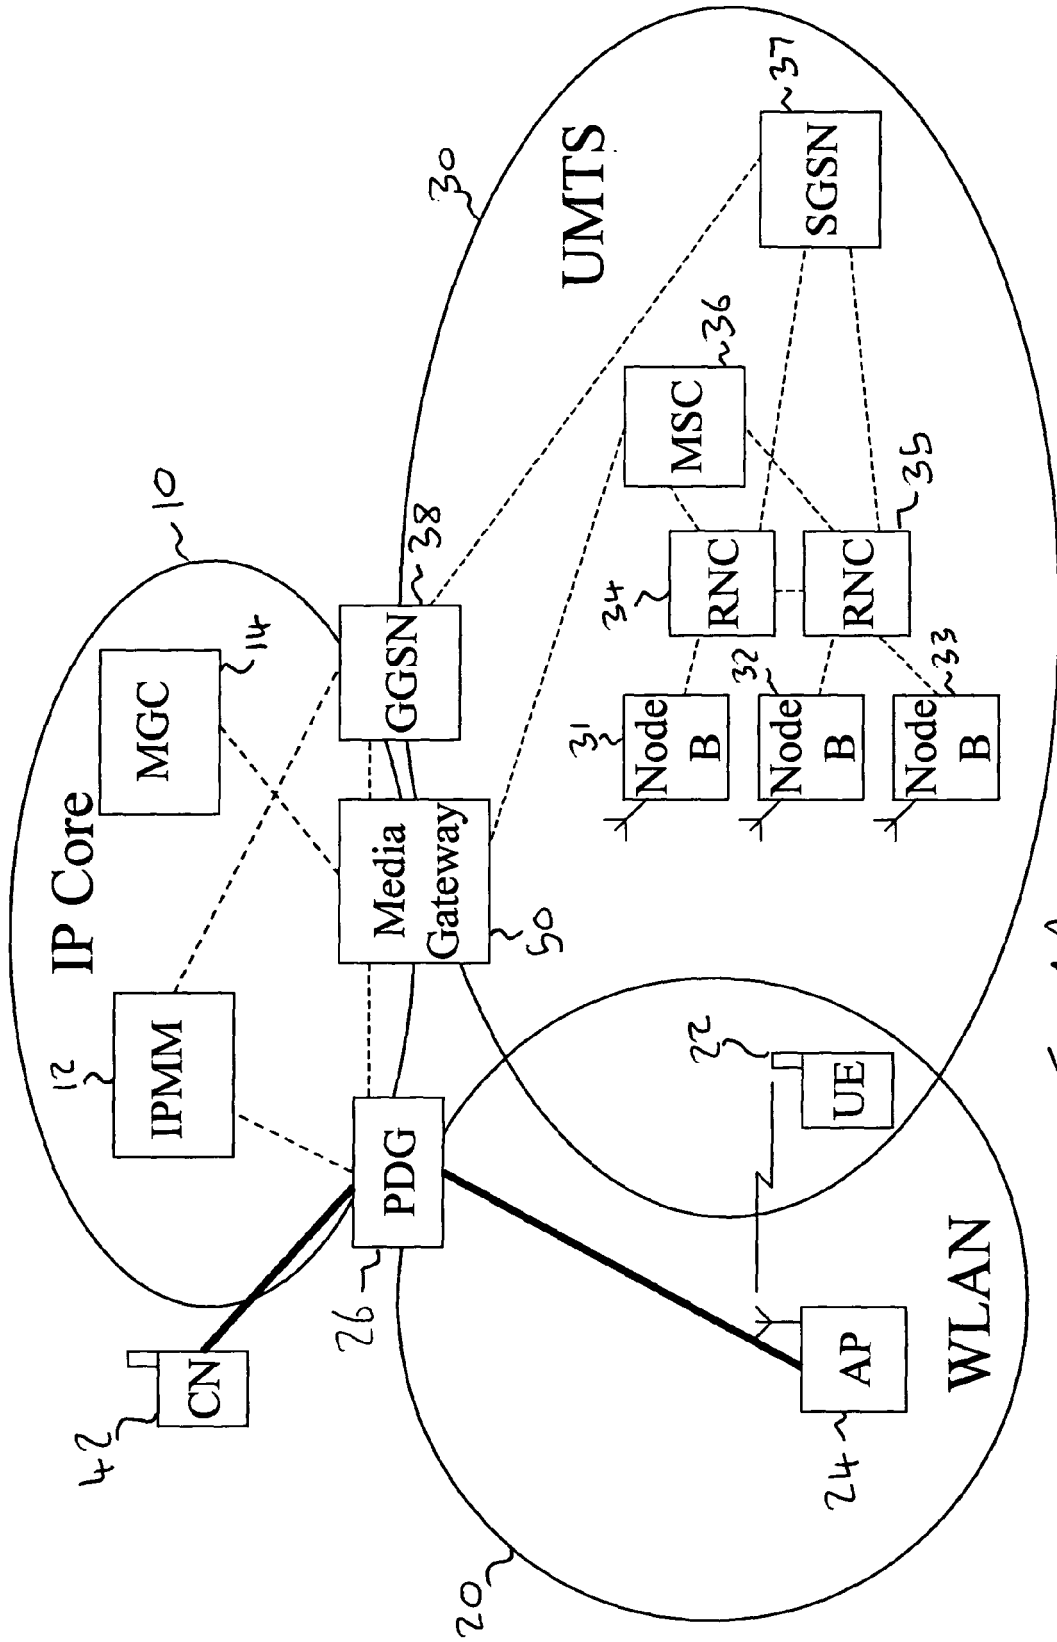 10
IP Core
12
IPMM
MGC
14
42
CN
26
PDG
Media
Gateway
50
GGSN
38
30
UMTS
20
22
UE
24
AP
WLAN
31
Node
B
32
Node
B
33
Node
B
34
RNC
35
RNC
MSC
36
SGSN
37